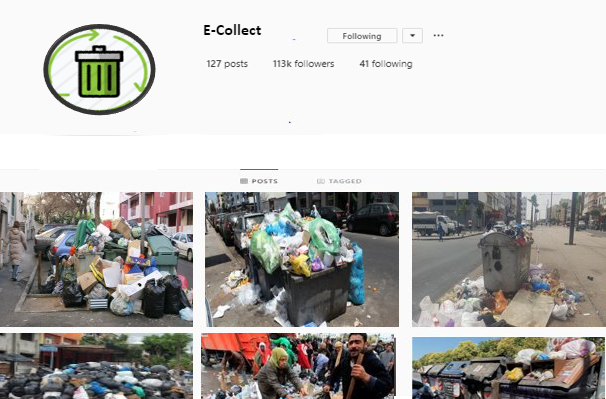 E-Collect
Following
127 posts 113k followers 41 following
POSTS TAGGED